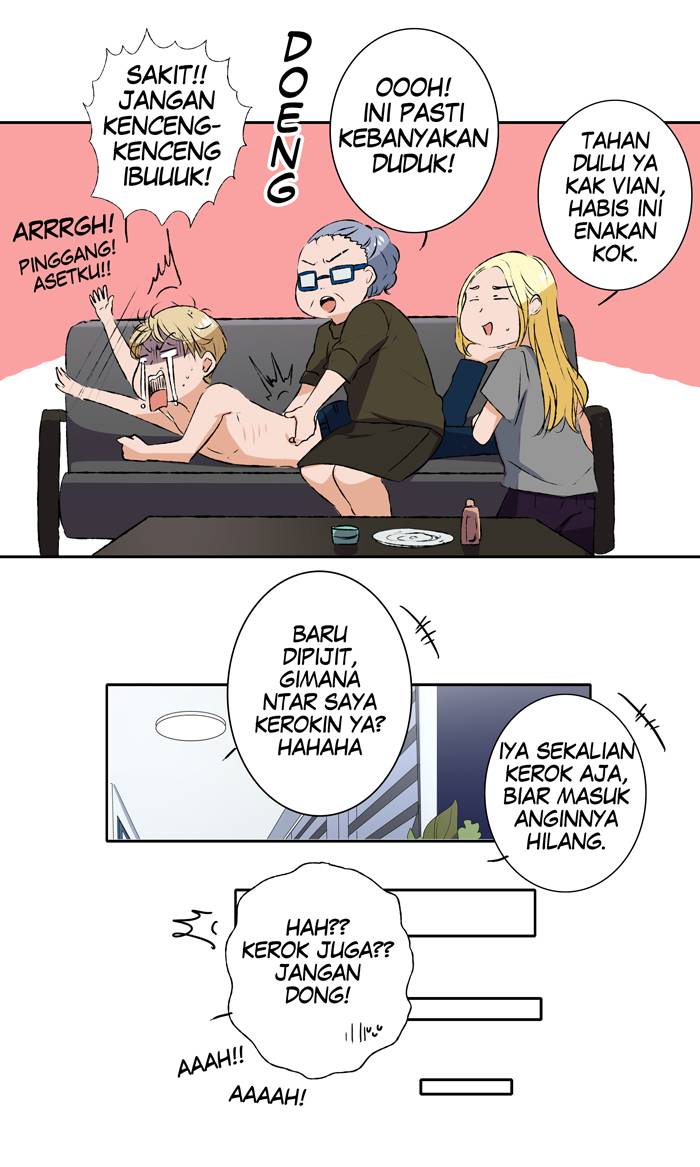 SAKIT!!
JANGAN
KENCENG-
KENCENG
IBUUUK!
DOENG
OOOH!
INI PASTI
KEBANYAKAN
DUDUK!
TAHAN
DULU YA
KAK VIAN,
HABIS INI
ENAKAN
KOK.
ARRRGH!
PINGGANG!
ASETKU!!
BARU
DIPIJIT,
GIMANA
NTAR SAYA
KEROKIN YA?
HAHAHA
IYA SEKALIAN
KEROK AJA,
BIAR MASUK
ANGINNYA
HILANG.
HAH??
KEROK JUGA??
JANGAN
DONG!
AAAH!!
AAAAH!